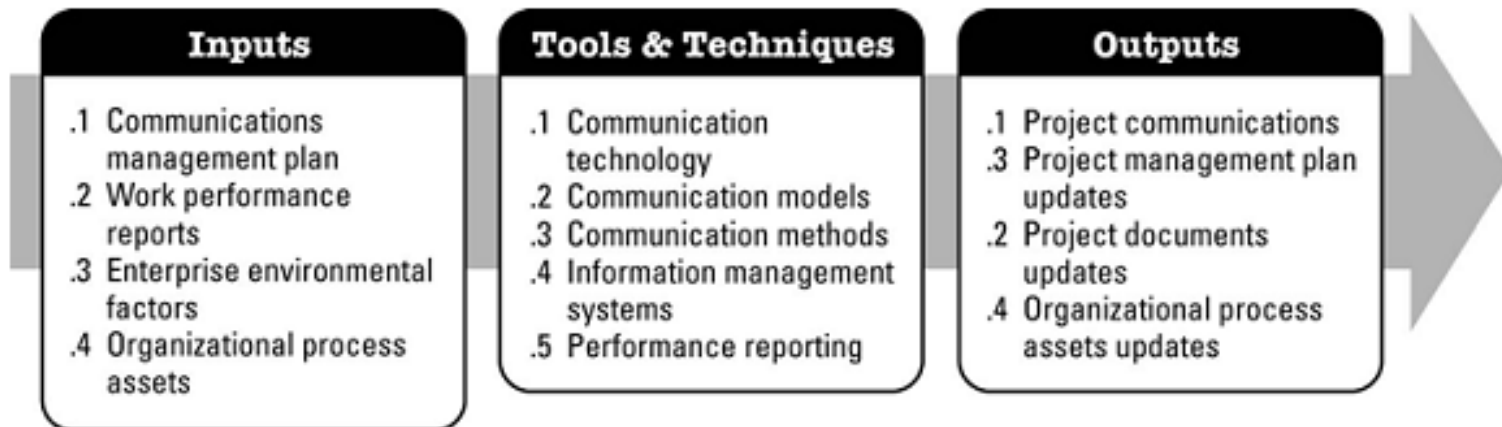 Inputs
.1 Communications
management plan
.2 Work performance
reports
.3 Enterprise environmental
factors
.4 Organizational process
assets
Tools & Techniques
.1 Communication
technology
.2 Communication models
.3 Communication methods
.4 Information management
systems
.5 Performance reporting
Outputs
.1 Project communications
.3 Project management plan
updates
.2 Project documents
updates
.4 Organizational process
assets updates